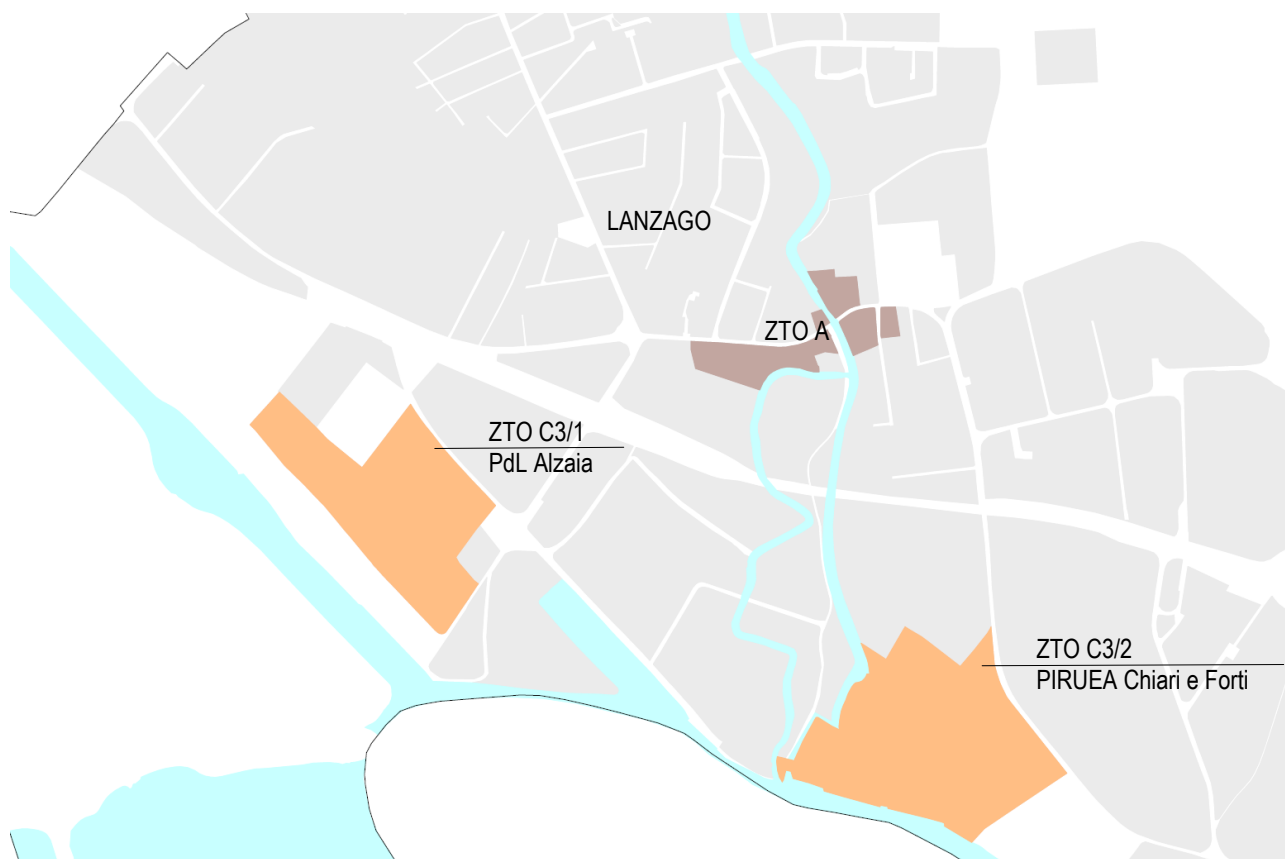 LANZAGO
ZTO A
ZTO C3/1
PdL Alzaia
ZTO C3/2
PIRUEA Chiari e Forti